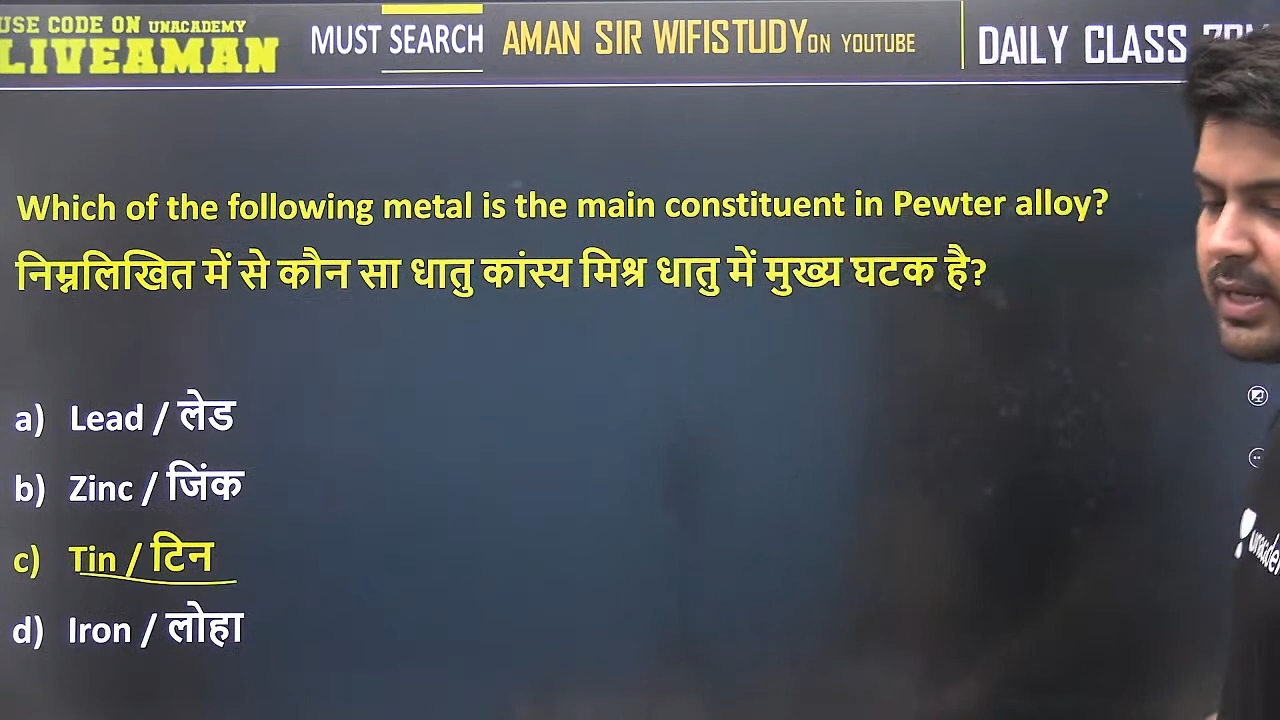 USE CODE ON UNACADEMY
LIVEAMAN
MUST SEARCH
AMAN SIR WIFISTUDY ON YOUTUBE
DAILY CLASS
Which of the following metal is the main constituent in Pewter alloy?
निम्नलिखित में से कौन सा धातु कांस्य मिश्र धातु में मुख्य घटक है?
a) Lead / लेड
b) Zinc / जिंक
c) Tin / टिन
d) Iron / लोहा